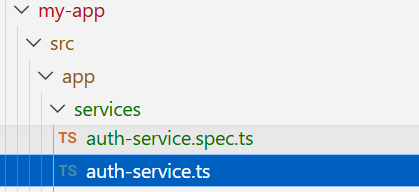 my-app
src
app
services
TS auth-service.spec.ts
TS auth-service.ts